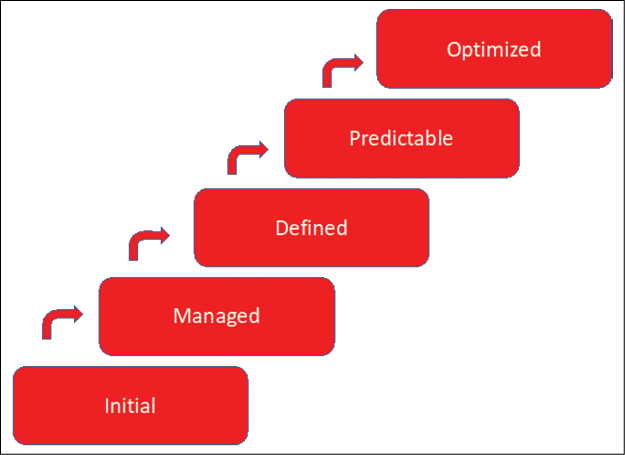 Optimized
Predictable
Defined
Managed
Initial